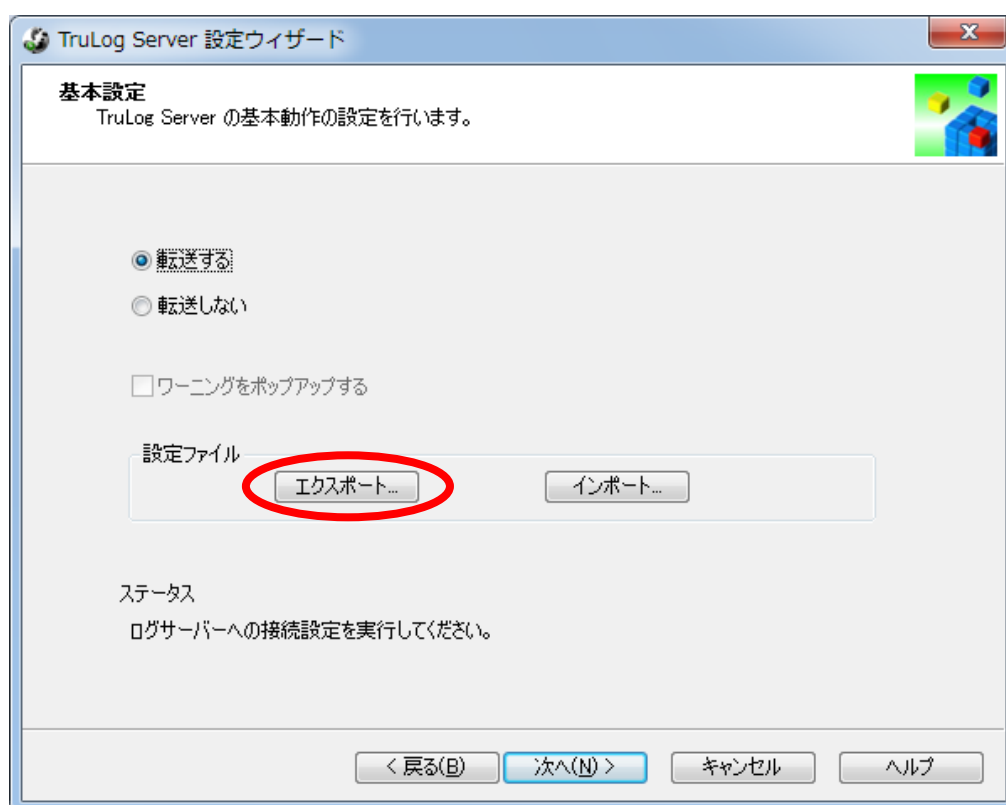 TruLog Server 設定ウィザード
基本設定
TruLog Server の基本動作の設定を行います。
転送する
転送しない
ワーニングをポップアップする
設定ファイル
エクスポート... インポート...
ステータス
ログサーバーへの接続設定を実行してください。
< 戻る(B) 次へ(N) > キャンセル ヘルプ